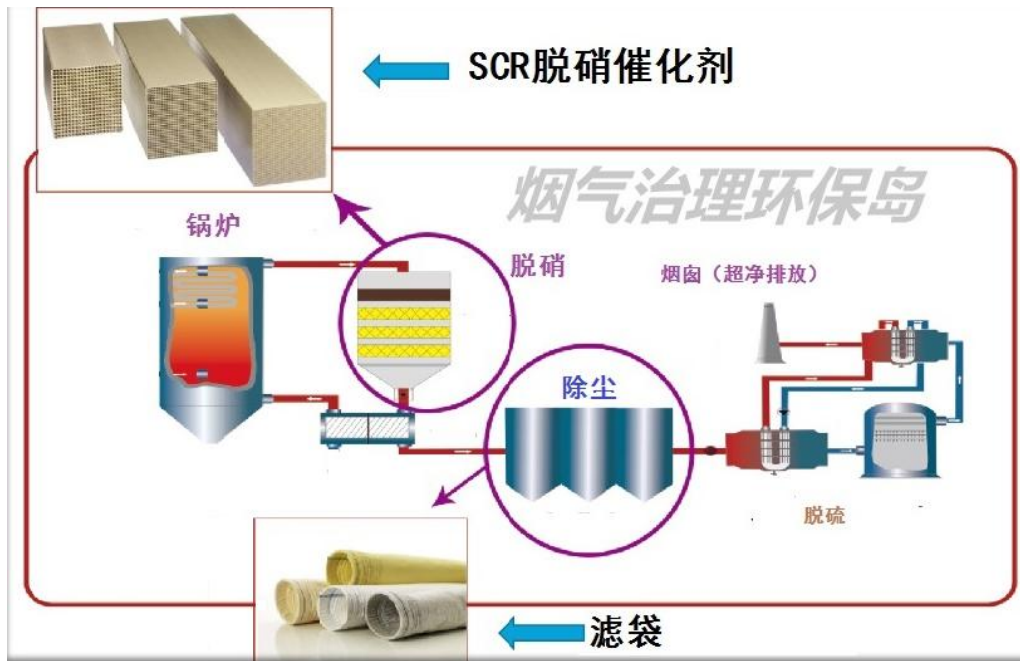 SCR脱硝催化剂
烟气治理环保岛
锅炉
脱硝
烟囱（超净排放）
除尘
脱硫
滤袋